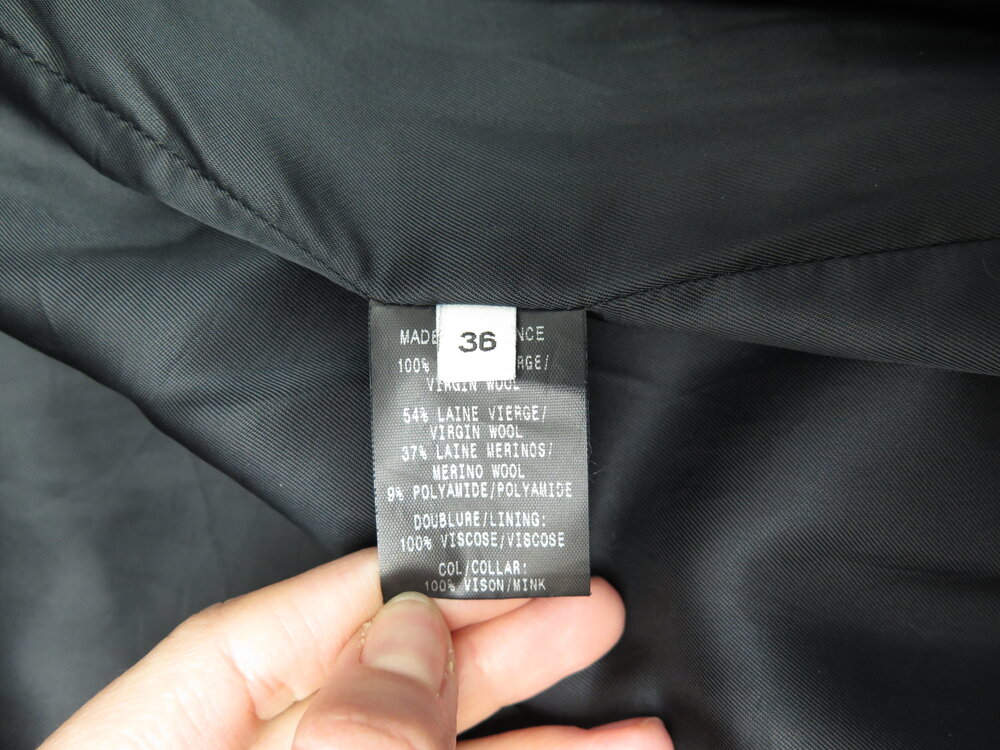 MADE NCE
36
100% RGE/
VIRGIN WOOL
54% LAINE VIERGE/
VIRGIN WOOL
37% LAINE MERINOS/
MERINO WOOL
9% POLYAMIDE/POLYAMIDE
DOUBLURE/LINING:
100% VISCOSE/VISCOSE
COL/COLLAR:
100% VISON/MINK